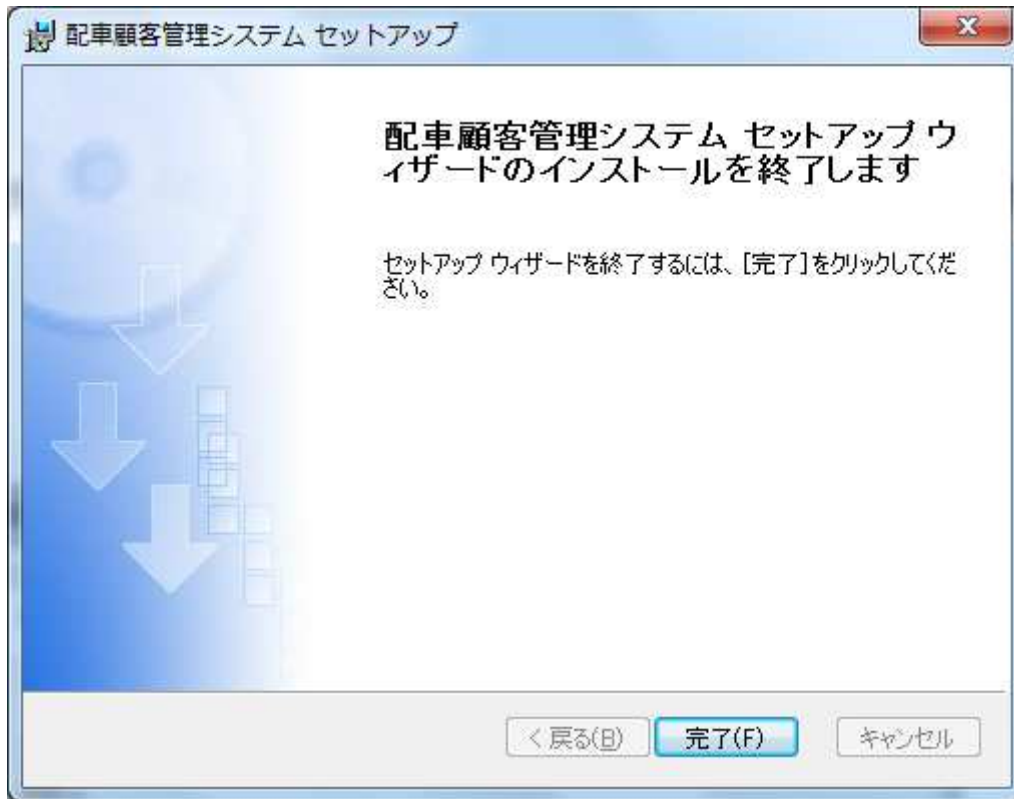 配車顧客管理システム セットアップ
配車顧客管理システム セットアップ ウ
ィザードのインストールを終了します
セットアップ ウィザードを終了するには、[完了]をクリックしてくだ
さい。
< 戻る(B) 完了(F) キャンセル